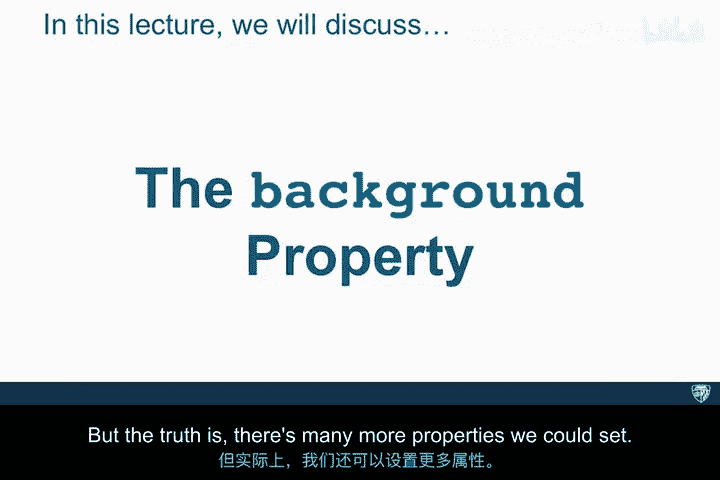 In this lecture, we will discuss…
The background
Property
But the truth is, there's many more properties we could set.
但实际上，我们还可以设置更多属性。